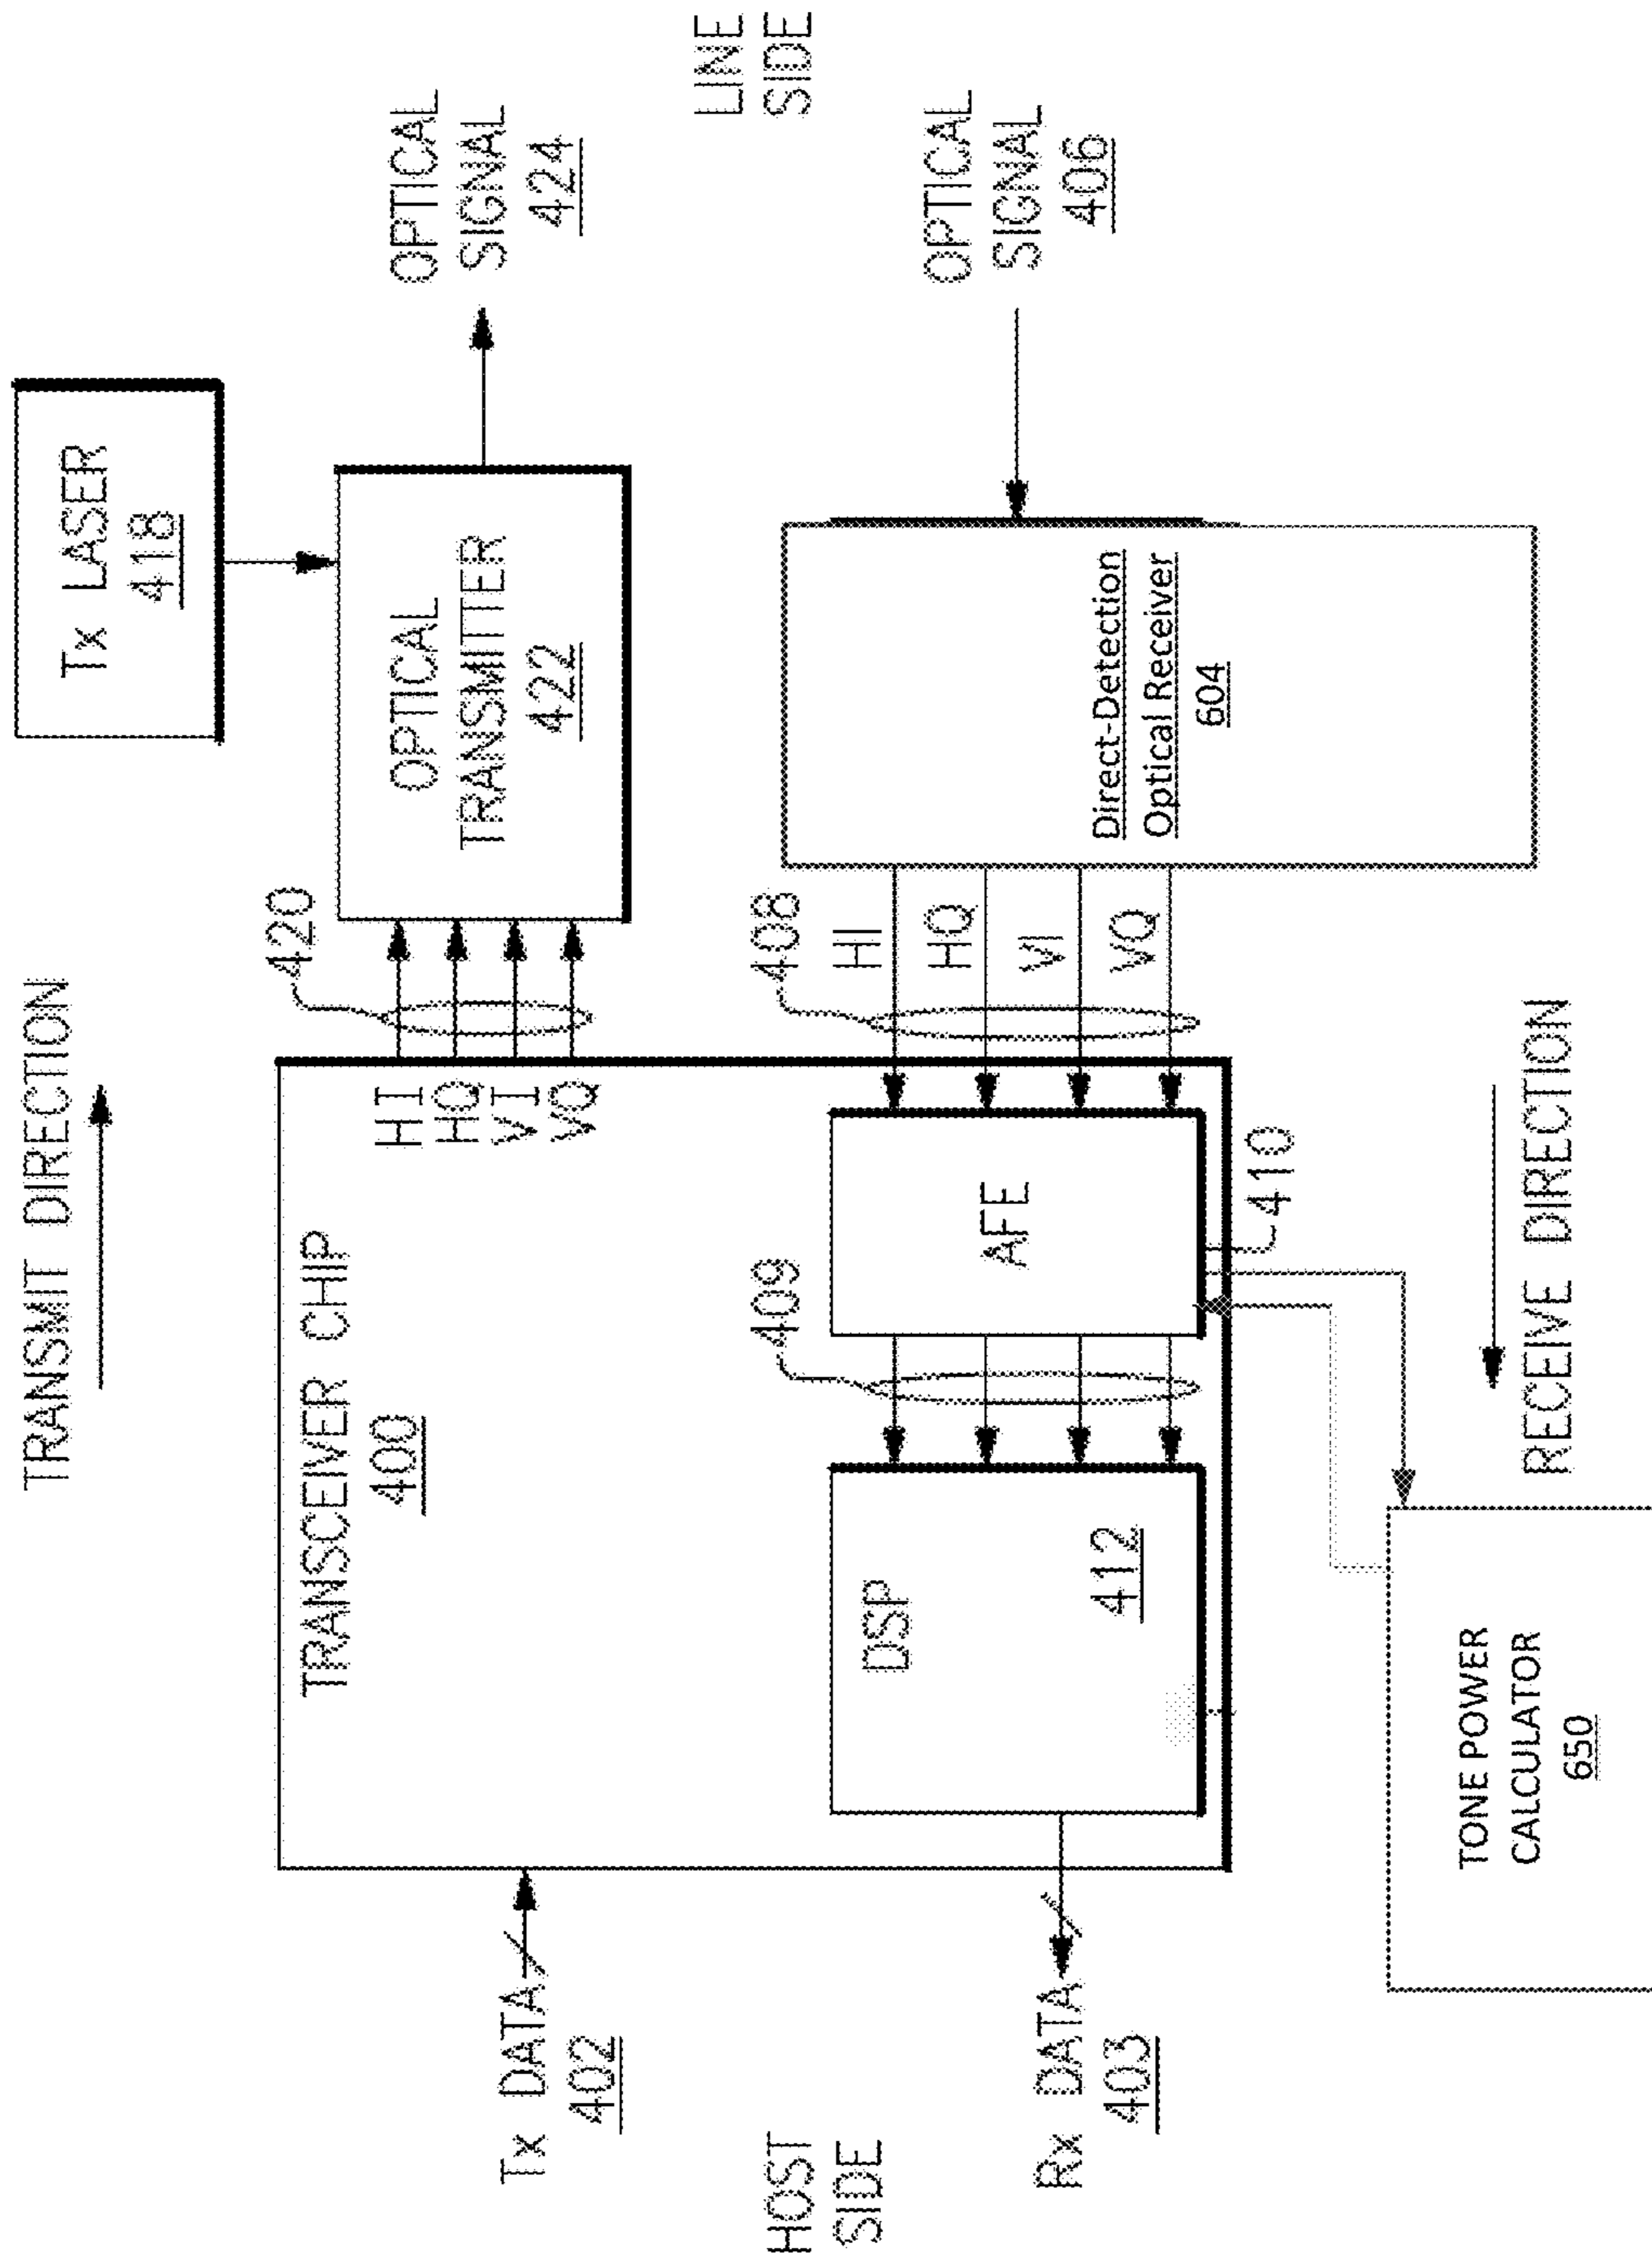 TRANSMIT DIRECTION
Tx LASER
418
TRANSCEIVER CHIP
400
420
HI
HQ
VI
VQ
OPTICAL
TRANSMITTER
422
OPTICAL
SIGNAL
424
Tx DATA
402
HOST
SIDE
LINE
SIDE
Rx DATA
403
DSP
412
409
AFE
410
408
HI
HQ
VI
VQ
Direct-Detection
Optical Receiver
604
OPTICAL
SIGNAL
406
TONE POWER
CALCULATOR
650
RECEIVE DIRECTION